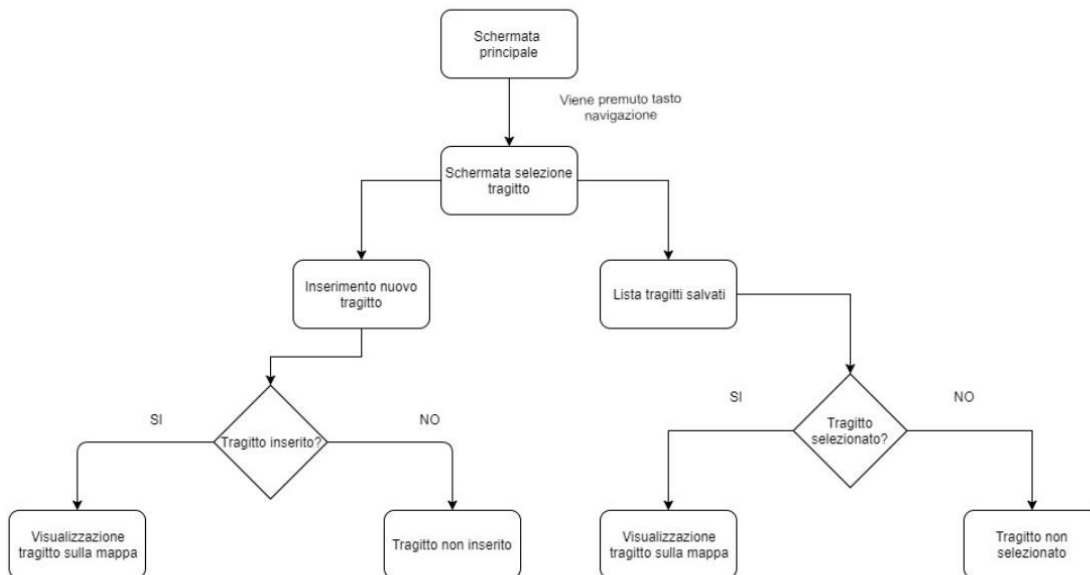 Schermata
principale
Viene premuto tasto
navigazione
Schermata selezione
tragitto
Inserimento nuovo
tragitto
Lista tragitti salvati
SI
Tragitto inserito?
NO
SI
Tragitto
selezionato?
NO
Visualizzazione
tragitto sulla mappa
Tragitto non inserito
Visualizzazione
tragitto sulla mappa
Tragitto non
selezionato